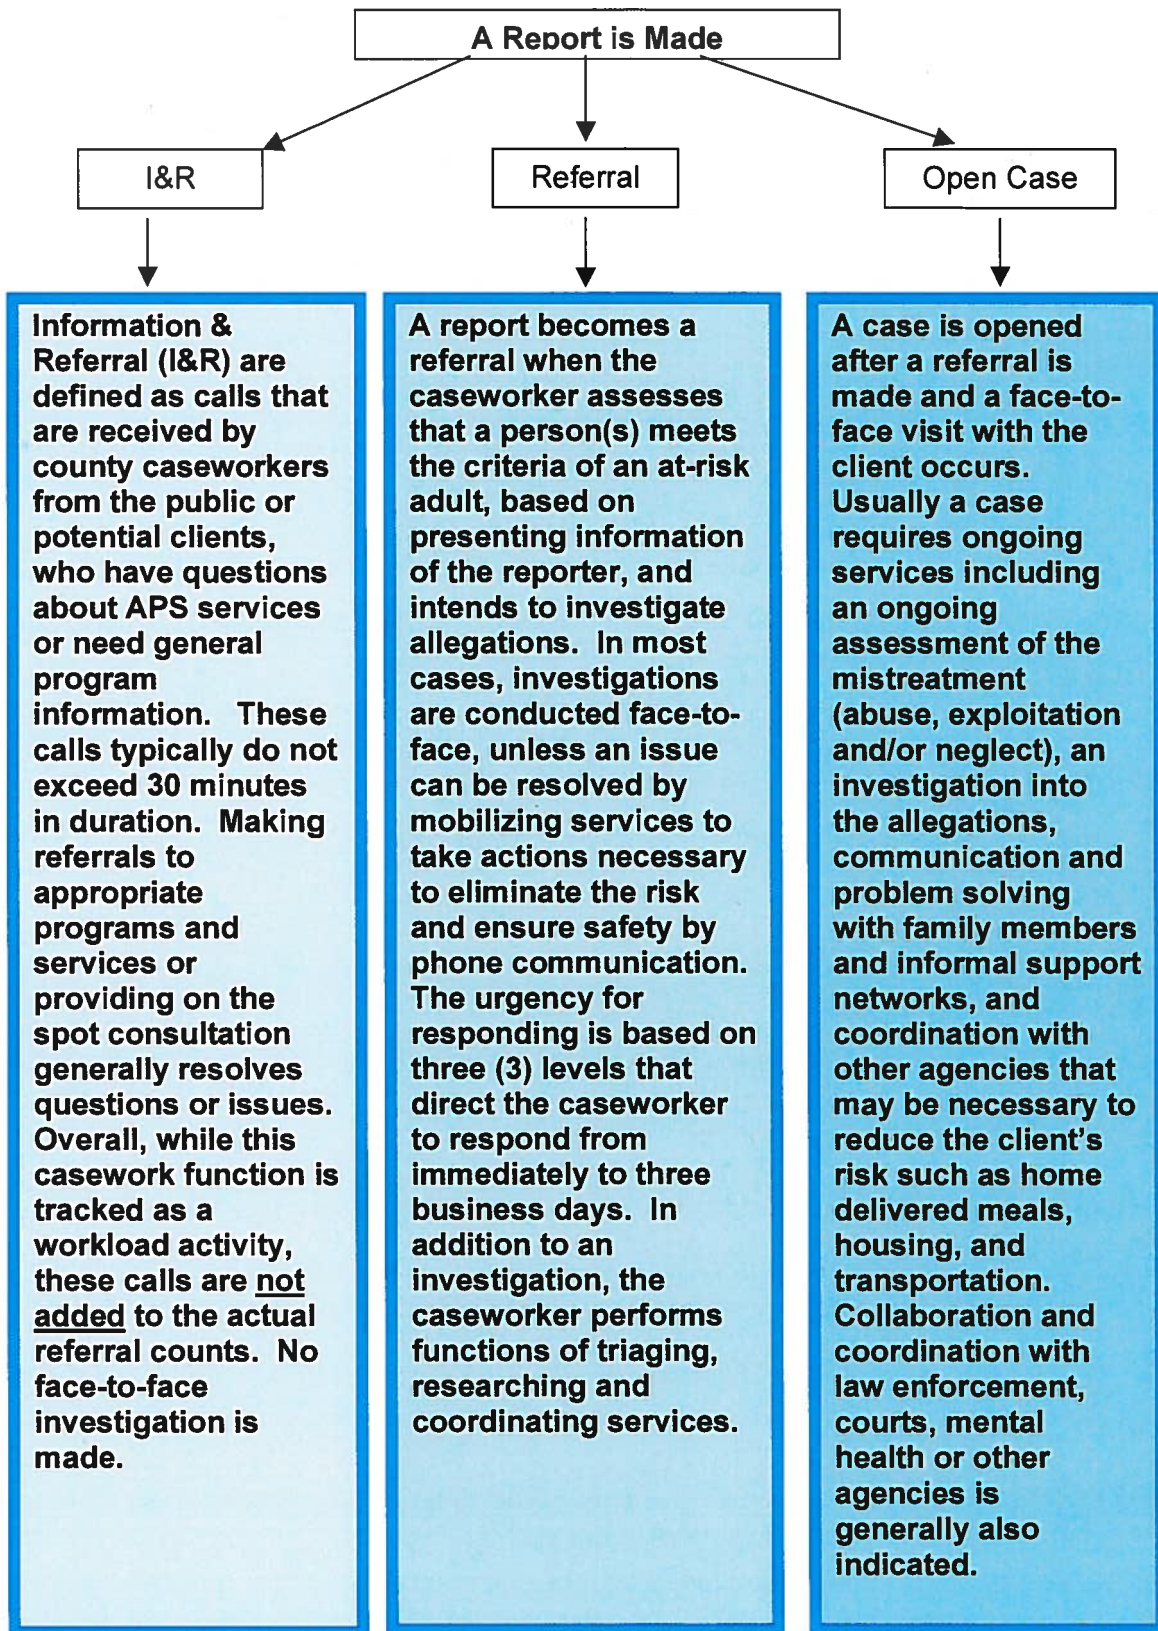 A Report is Made
I&R
Referral
Open Case
Information &
Referral (I&R) are
defined as calls that
are received by
county caseworkers
from the public or
potential clients,
who have questions
about APS services
or need general
program
information. These
calls typically do not
exceed 30 minutes
in duration. Making
referrals to
appropriate
programs and
services or
providing on the
spot consultation
generally resolves
questions or issues.
Overall, while this
casework function is
tracked as a
workload activity,
these calls are not
added to the actual
referral counts. No
face-to-face
investigation is
made.
A report becomes a
referral when the
caseworker assesses
that a person(s) meets
the criteria of an at-risk
adult, based on
presenting information
of the reporter, and
intends to investigate
allegations. In most
cases, investigations
are conducted face-to-
face, unless an issue
can be resolved by
mobilizing services to
take actions necessary
to eliminate the risk
and ensure safety by
phone communication.
The urgency for
responding is based on
three (3) levels that
direct the caseworker
to respond from
immediately to three
business days. In
addition to an
investigation, the
caseworker performs
functions of triaging,
researching and
coordinating services.
A case is opened
after a referral is
made and a face-to-
face visit with the
client occurs.
Usually a case
requires ongoing
services including
an ongoing
assessment of the
mistreatment
(abuse, exploitation
and/or neglect), an
investigation into
the allegations,
communication and
problem solving
with family members
and informal support
networks, and
coordination with
other agencies that
may be necessary to
reduce the client's
risk such as home
delivered meals,
housing, and
transportation.
Collaboration and
coordination with
law enforcement,
courts, mental
health or other
agencies is
generally also
indicated.